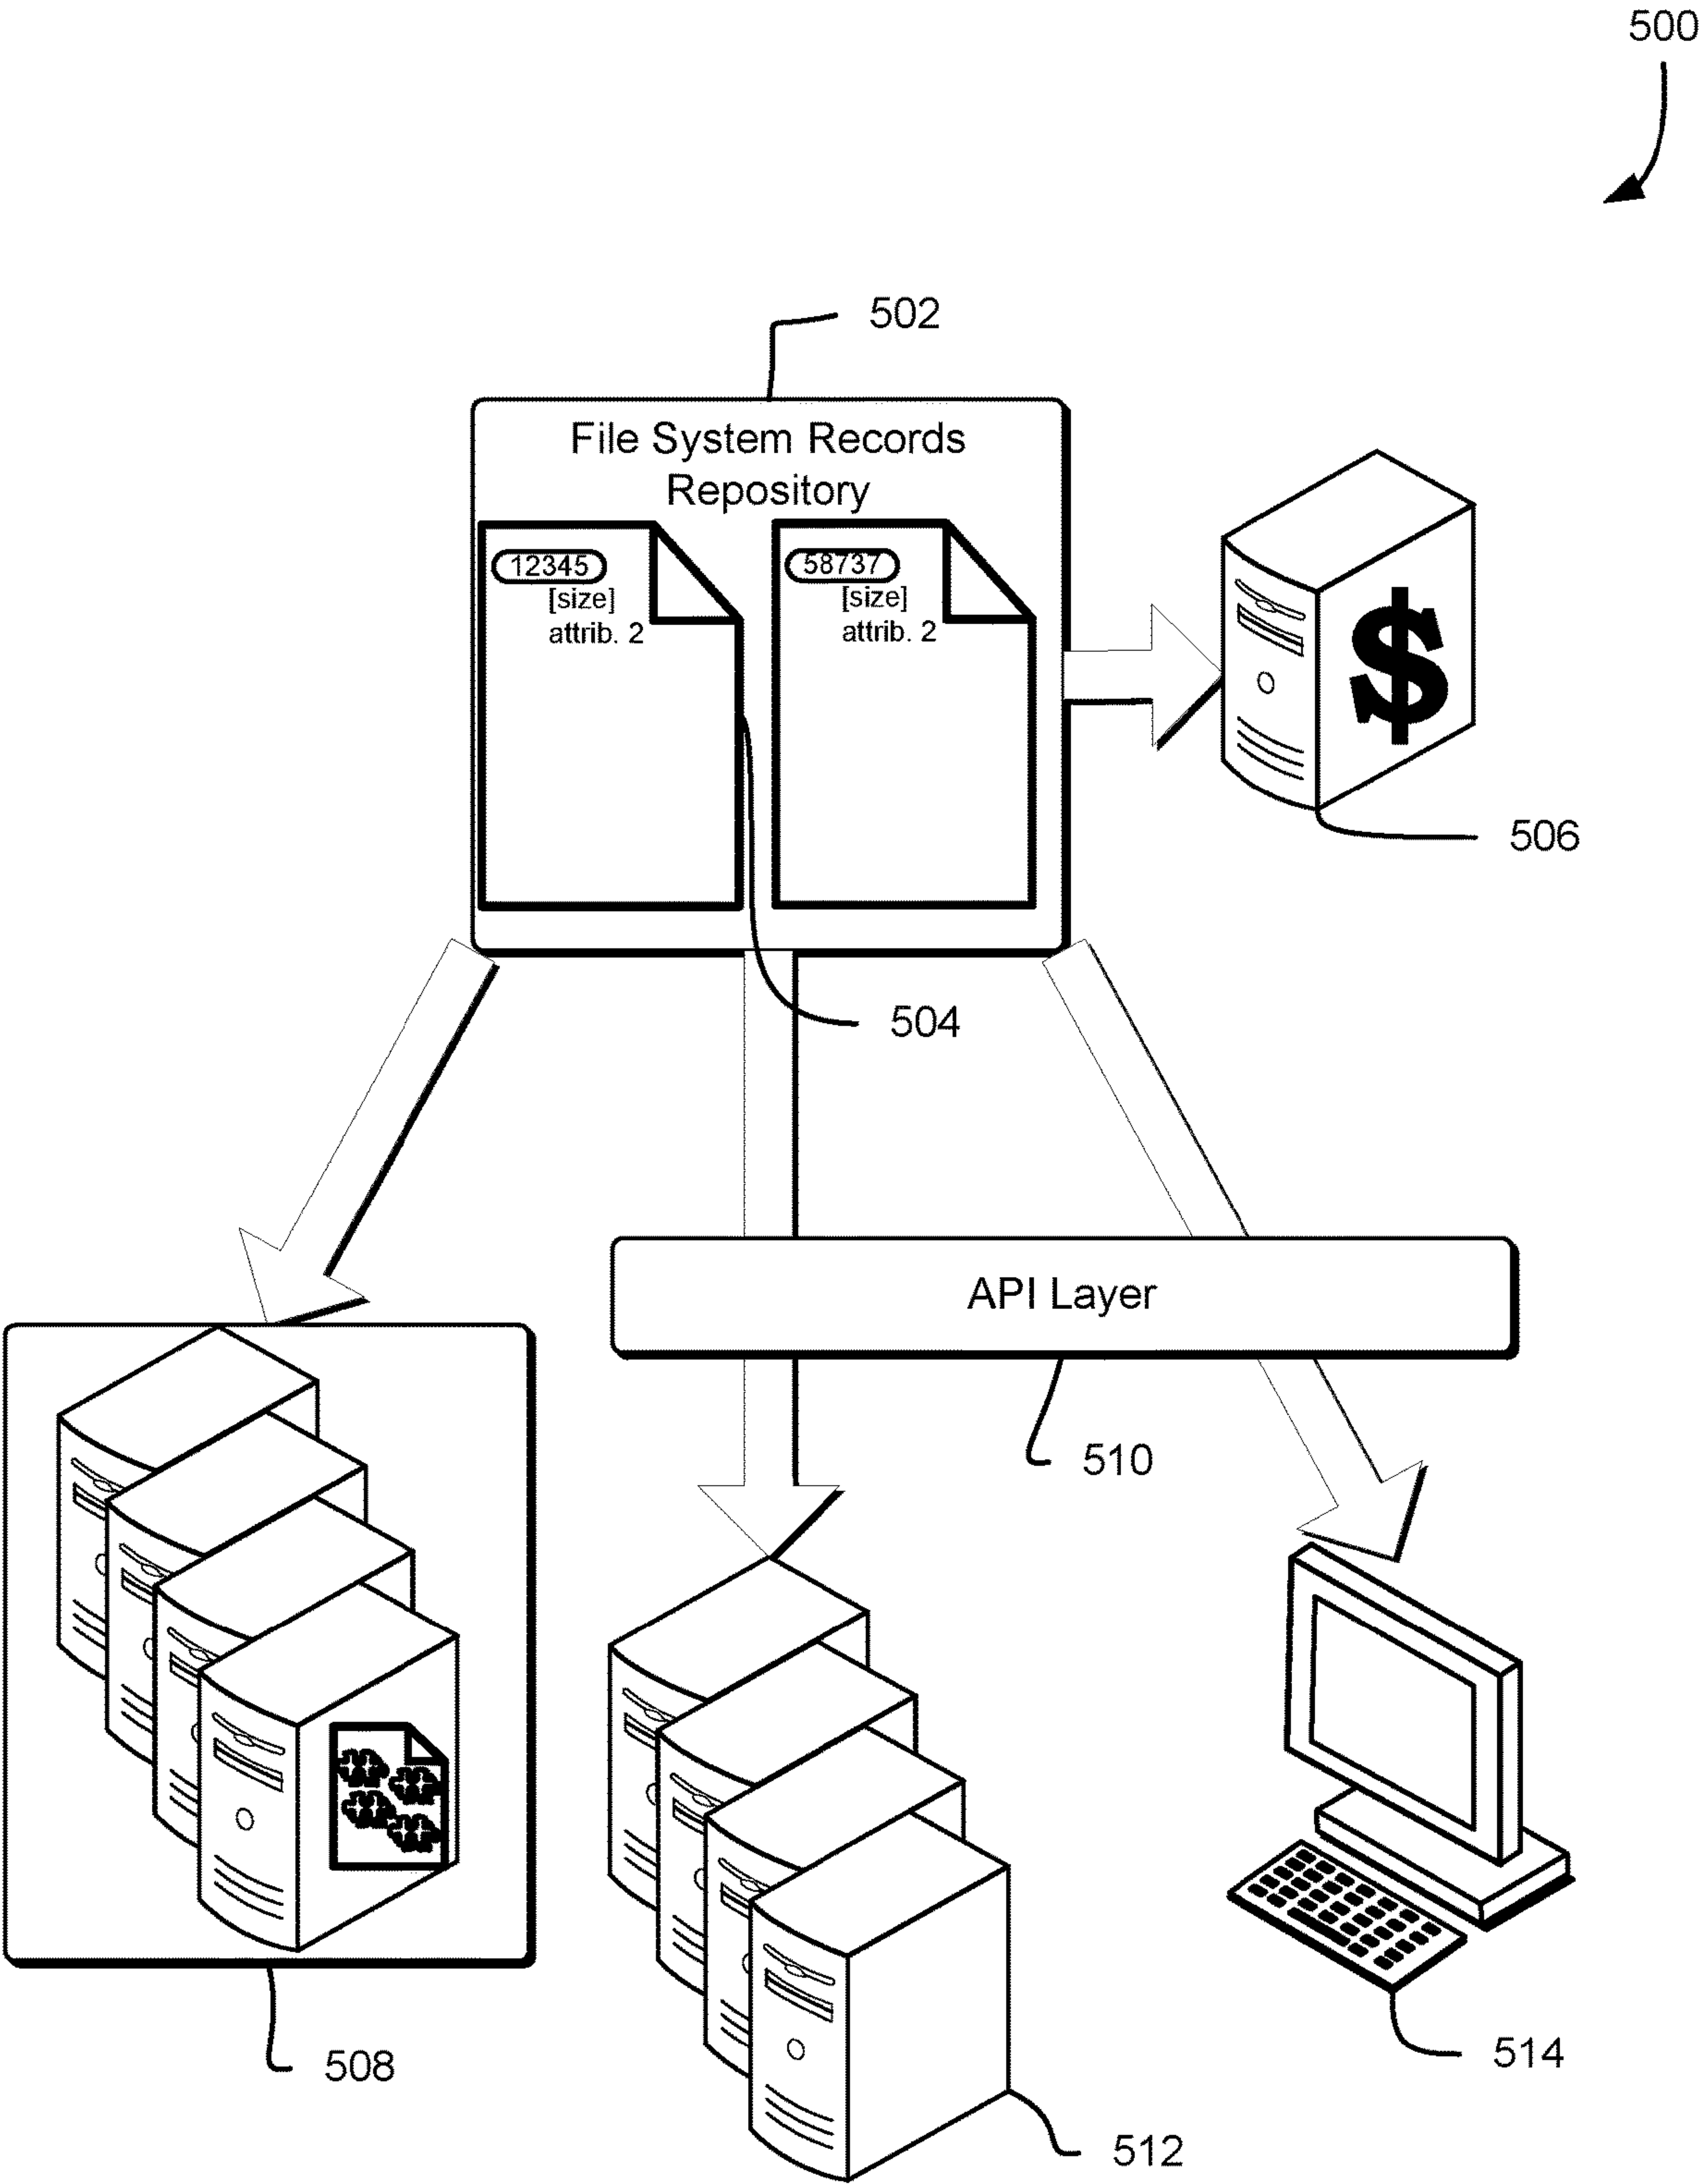 500
502
File System Records
Repository
12345
[size]
attrib. 2
58737
[size]
attrib. 2
$
506
504
API Layer
510
508
514
512